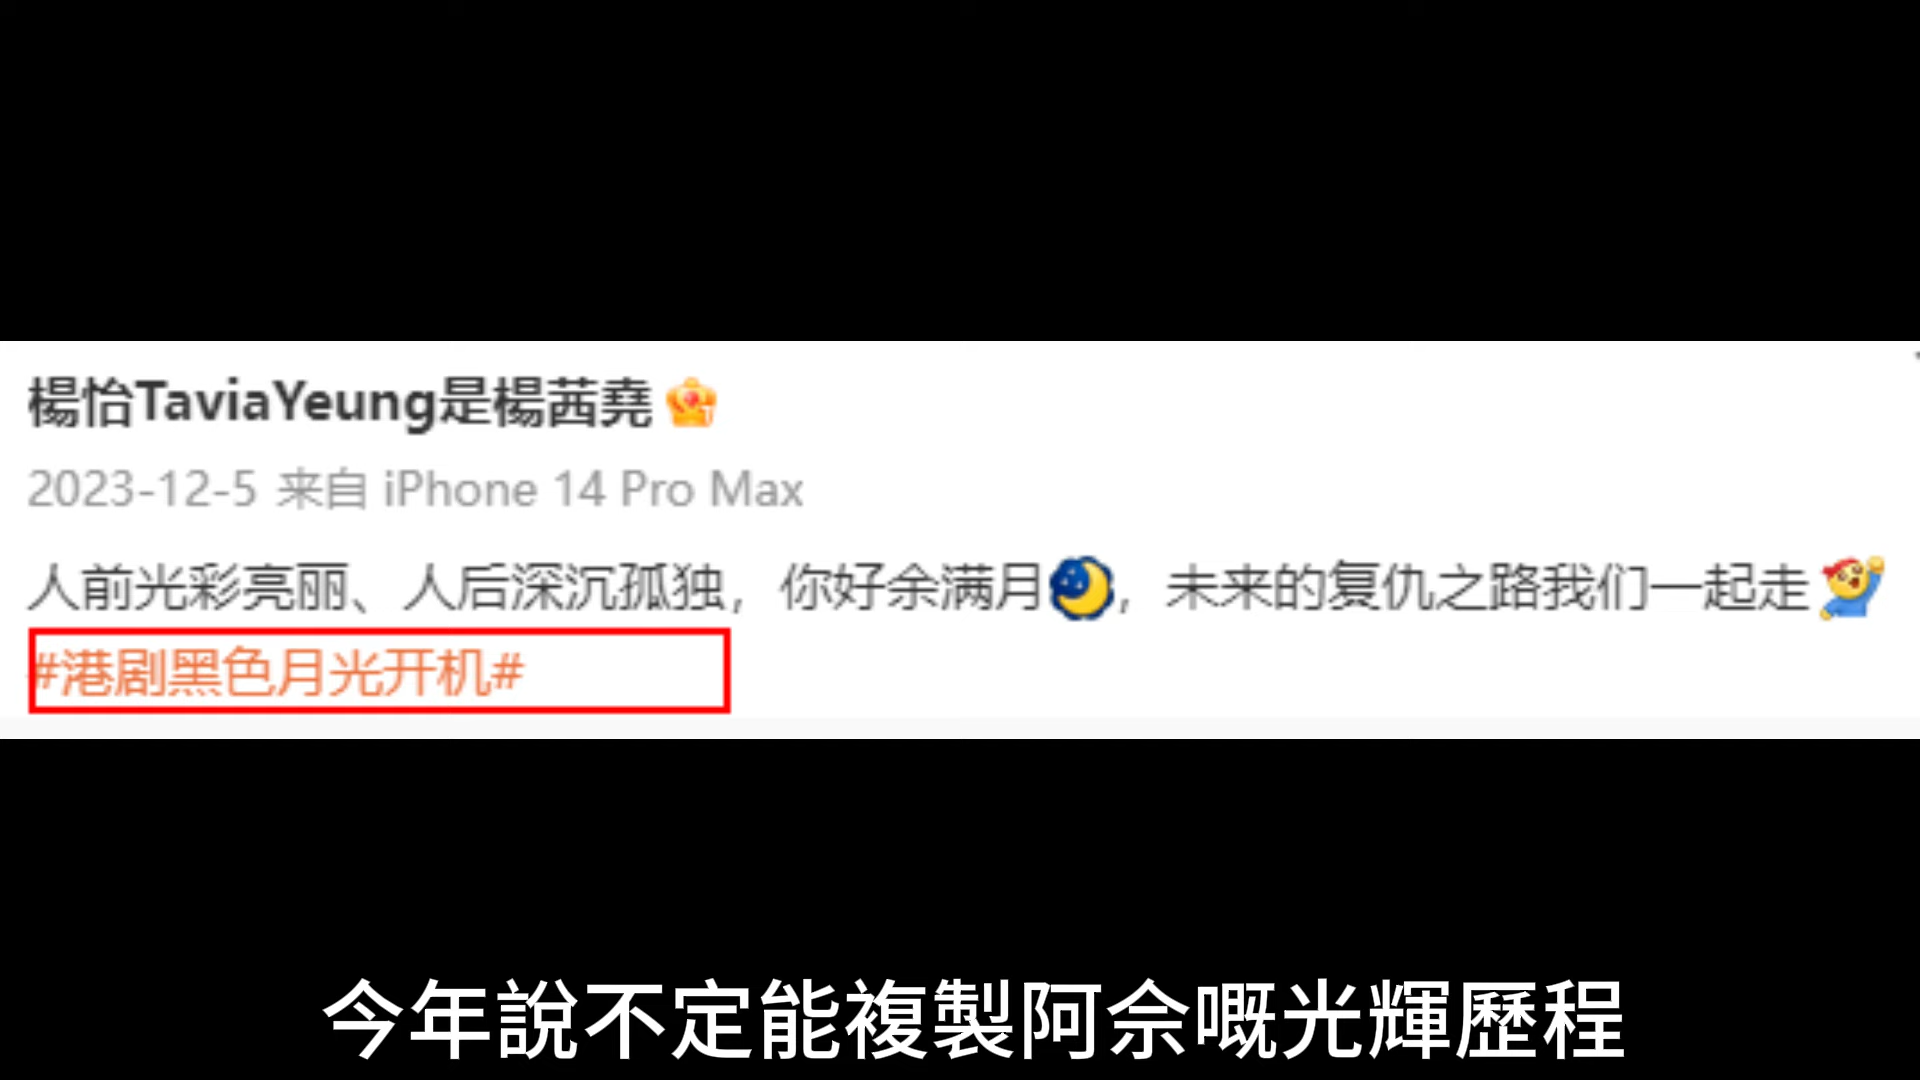 楊怡TaviaYeung是楊茜堯
2023-12-5 来自 iPhone 14 Pro Max
人前光彩亮丽、人后深沉孤独，你好余满月，未来的复仇之路我们一起走
#港剧黑色月光开机#
今年說不定能複製阿佘嘅光輝歷程